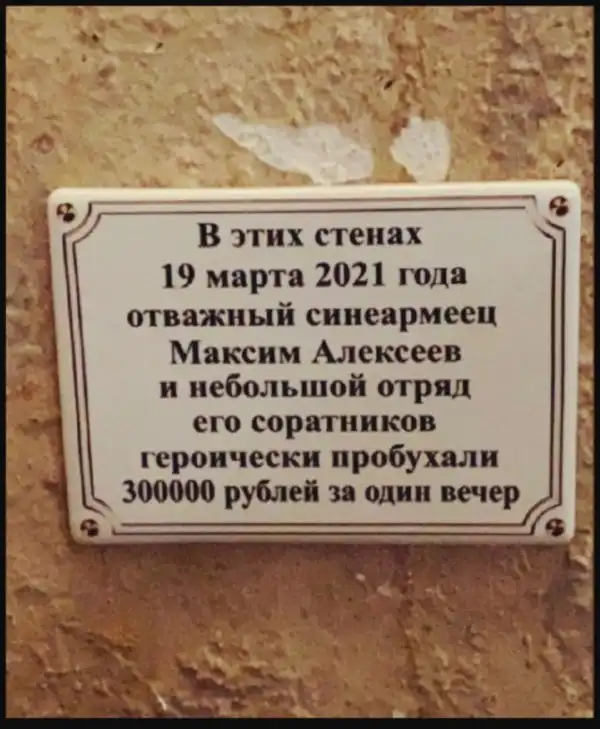 В этих стенах
19 марта 2021 года
отважный синеармеец
Максим Алексеев
и небольшой отряд
его соратников
героически пробухали
300000 рублей за один вечер